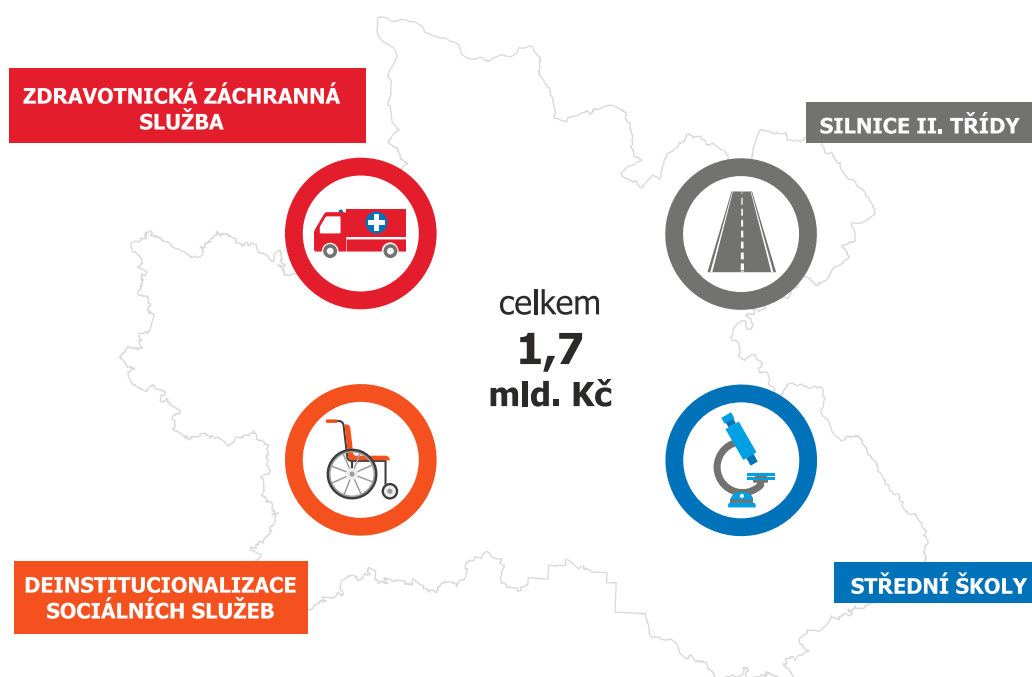 ZDRAVOTNICKÁ ZÁCHRANNÁ
SLUŽBA
SILNICE II. TŘÍDY
celkem
1,7
mld. Kč
DEINSTITUCIONALIZACE
SOCIÁLNÍCH SLUŽEB
STŘEDNÍ ŠKOLY